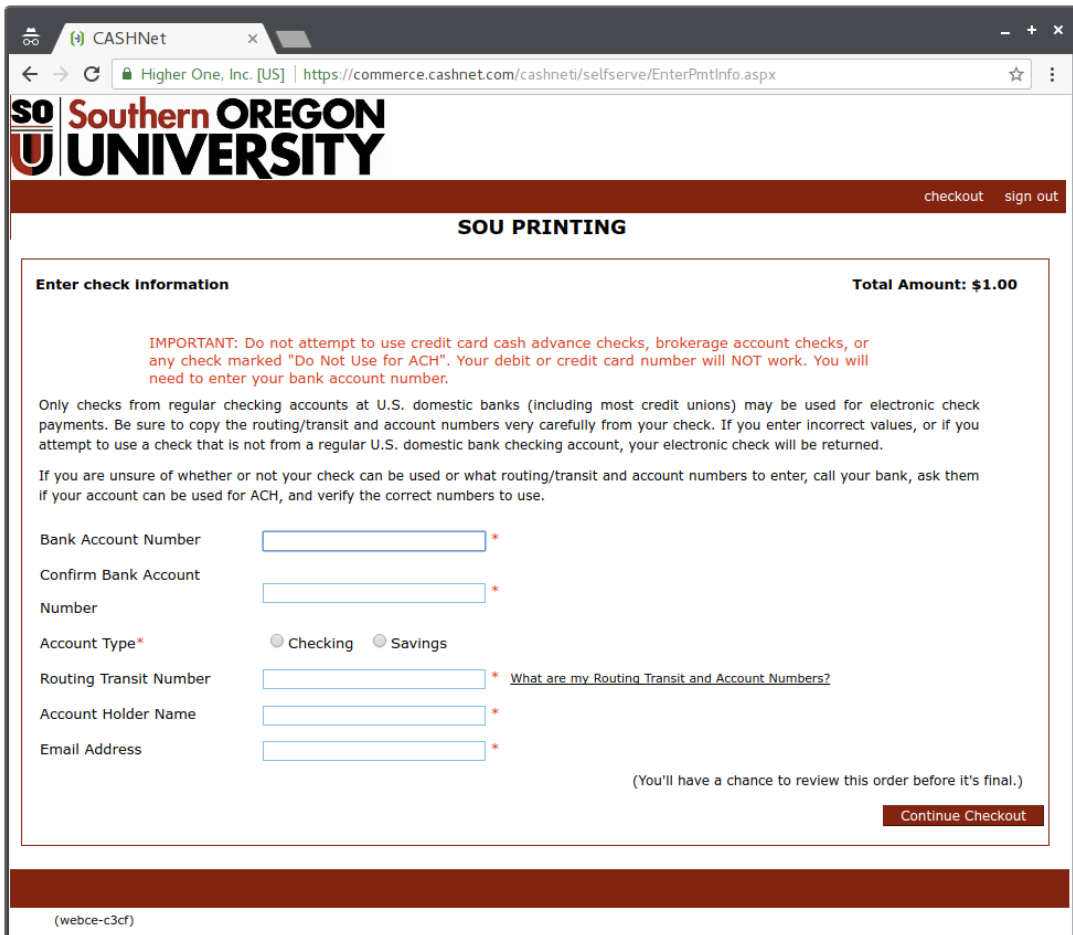 CASHNet
Higher One, Inc. [US] https://commerce.cashnet.com/cashneti/selfserve/EnterPmtInfo.aspx
SO Southern OREGON
U UNIVERSITY
checkout sign out
SOU PRINTING
Enter check information Total Amount: $1.00
IMPORTANT: Do not attempt to use credit card cash advance checks, brokerage account checks, or
any check marked "Do Not Use for ACH". Your debit or credit card number will NOT work. You will
need to enter your bank account number.
Only checks from regular checking accounts at U.S. domestic banks (including most credit unions) may be used for electronic check
payments. Be sure to copy the routing/transit and account numbers very carefully from your check. If you enter incorrect values, or if you
attempt to use a check that is not from a regular U.S. domestic bank checking account, your electronic check will be returned.
If you are unsure of whether or not your check can be used or what routing/transit and account numbers to enter, call your bank, ask them
if your account can be used for ACH, and verify the correct numbers to use.
Bank Account Number *
Confirm Bank Account
Number *
Account Type* Checking Savings
Routing Transit Number * What are my Routing Transit and Account Numbers?
Account Holder Name *
Email Address *
(You'll have a chance to review this order before it's final.)
Continue Checkout
(webce-c3cf)